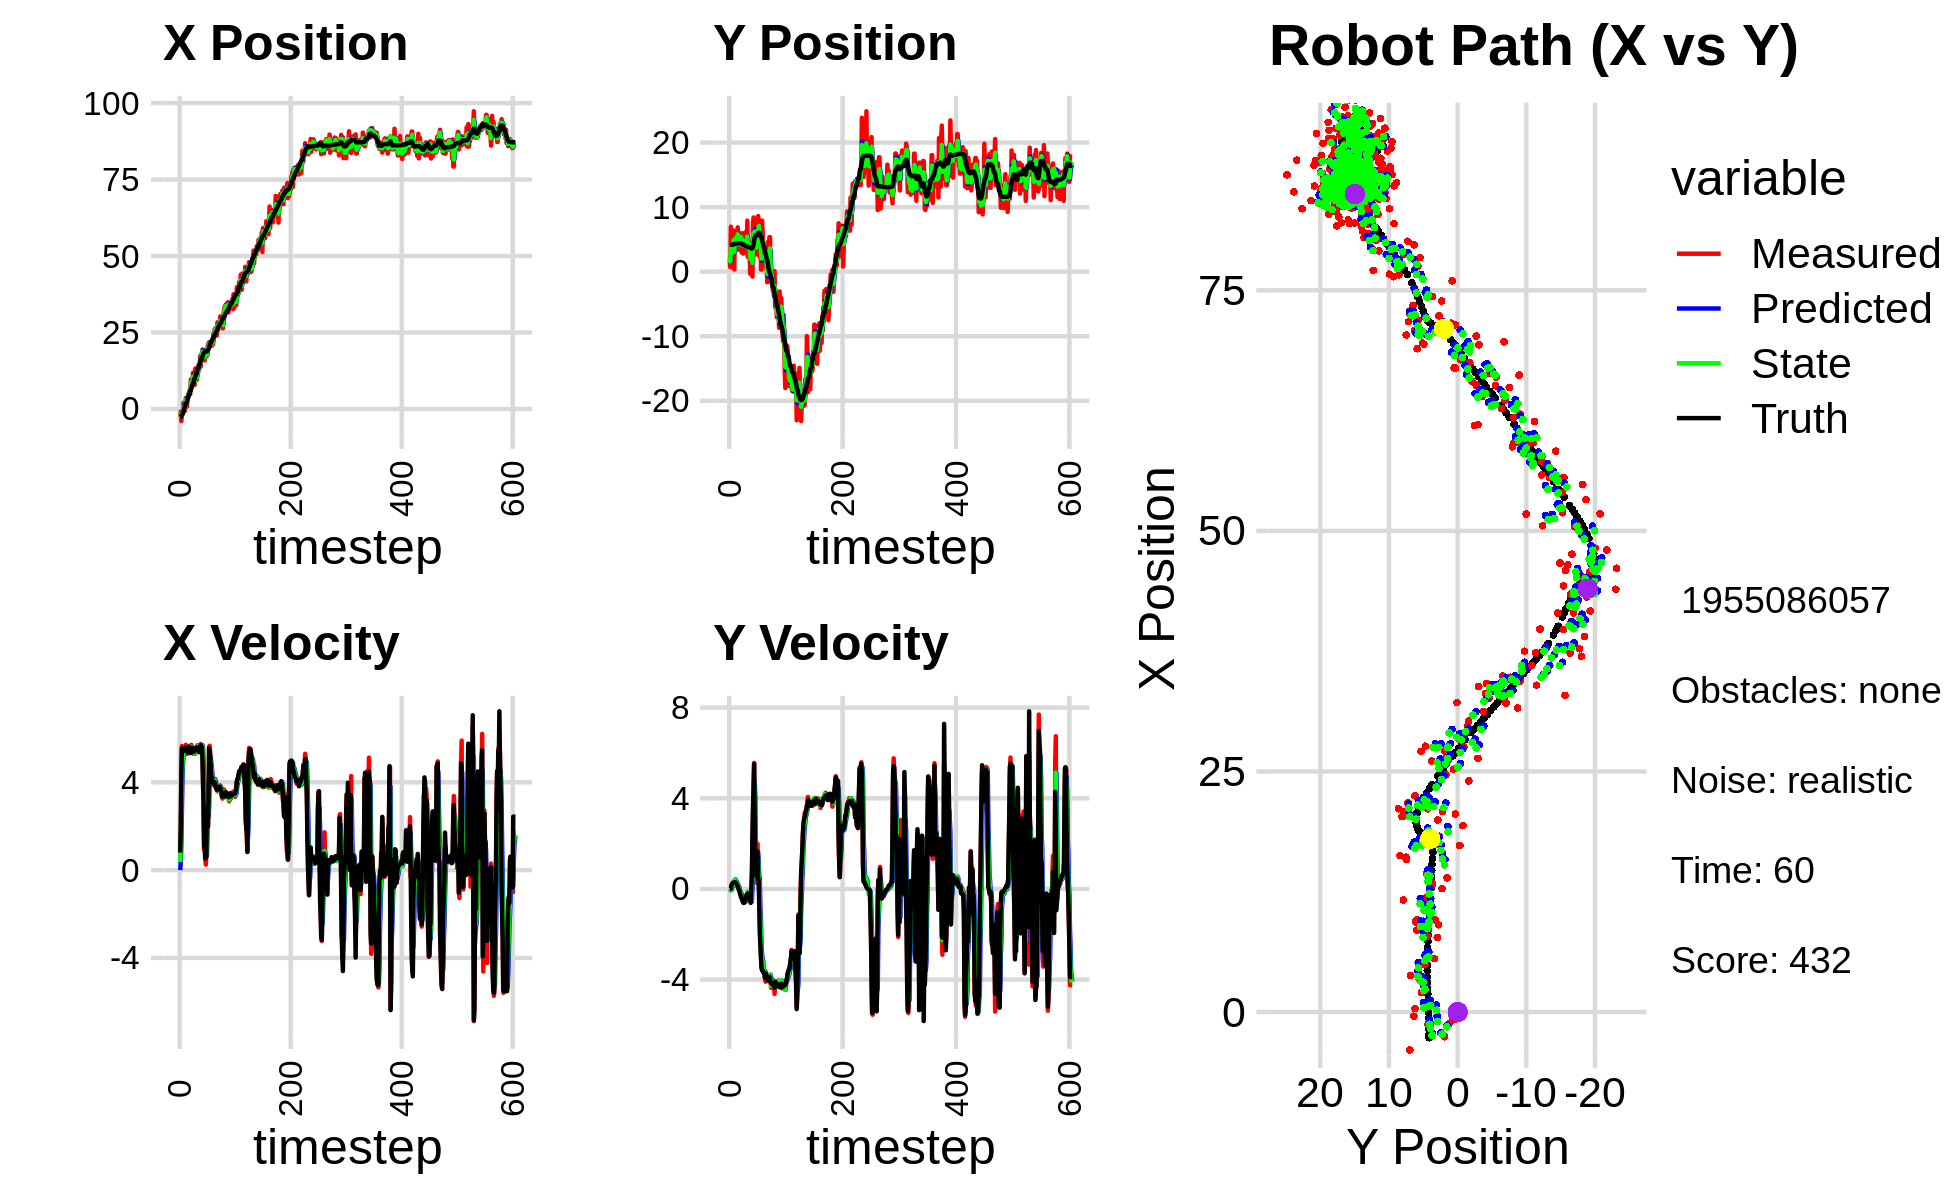 X Position
100
75
50
25
0
0
200
400
600
timestep
Y Position
20
10
0
-10
-20
0
200
400
600
timestep
X Velocity
4
0
-4
0
200
400
600
timestep
Y Velocity
8
4
0
-4
0
200
400
600
timestep
Robot Path (X vs Y)
X Position
75
50
25
0
20 10 0 -10 -20
Y Position
variable
Measured
Predicted
State
Truth
1955086057
Obstacles: none
Noise: realistic
Time: 60
Score: 432